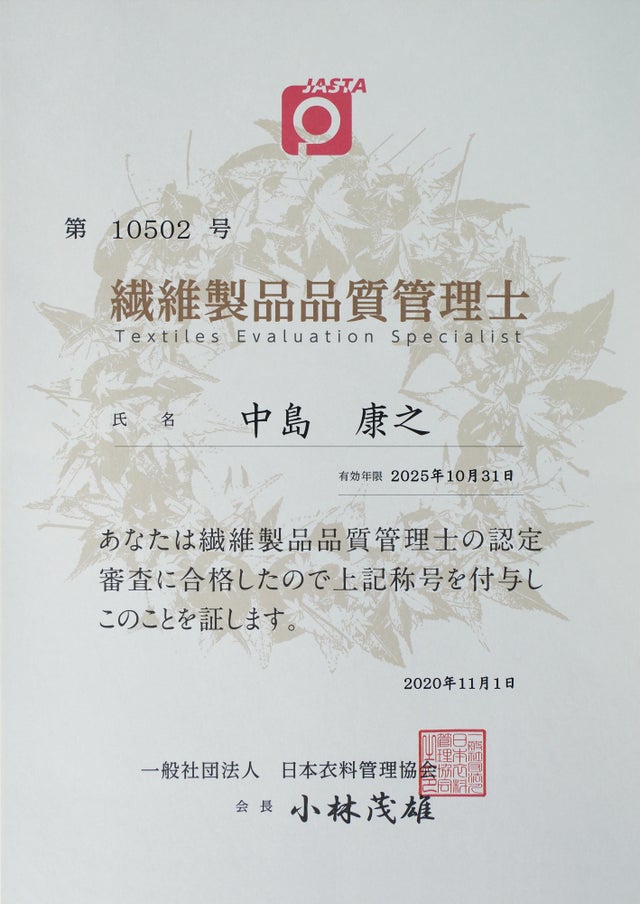 JASTA
第 10502 号
繊維製品品質管理士
Textiles Evaluation Specialist
氏 名 中島 康之
有効年限 2025年10月31日
あなたは繊維製品品質管理士の認定
審査に合格したので上記称号を付与し
このことを証します。
2020年11月1日
一般社団法人 日本衣料管理協会
会 長 小林茂雄